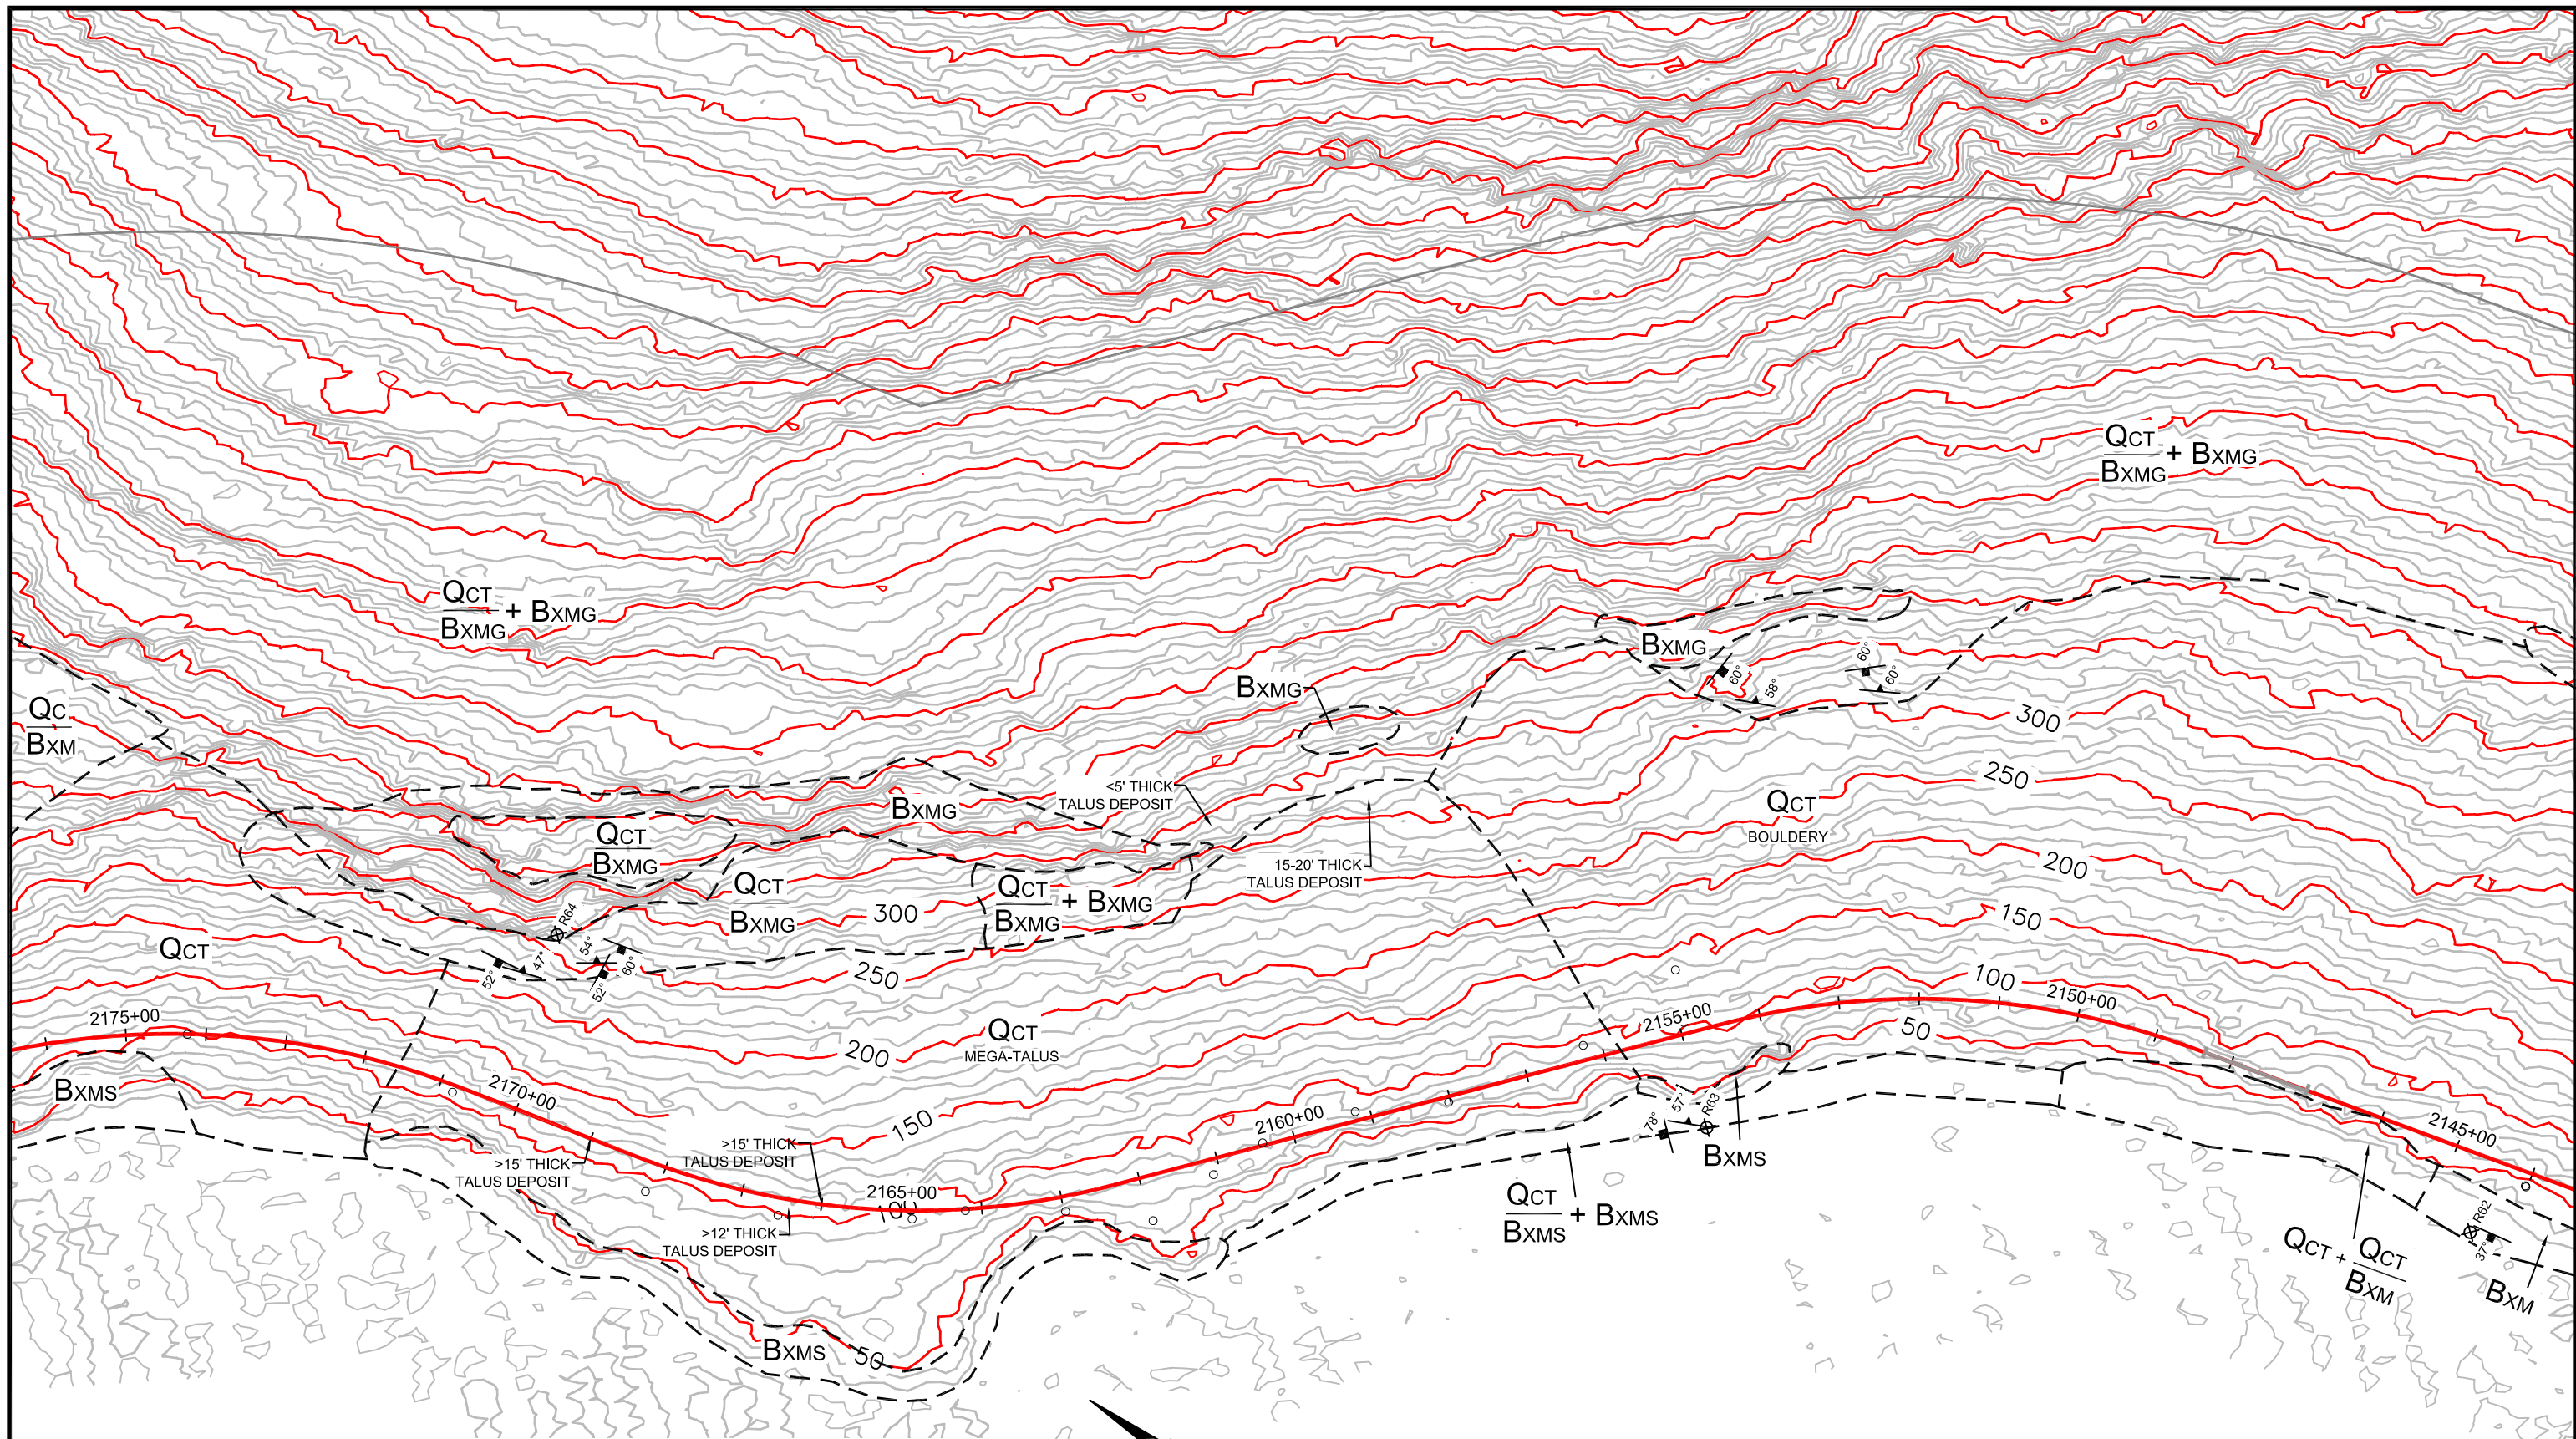 QCT
BXMG + BXMG
QCT
BXMG + BXMG
BXMG
60°
58°
60°
60°
BXMG
QC
BXM
300
250
<5' THICK
TALUS DEPOSIT
BXMG
QCT
BOULDERY
QCT
BXMG
15-20' THICK
TALUS DEPOSIT
200
QCT
BXMG
300
QCT
BXMG + BXMG
150
R64
QCT
54°
47°
60°
52°
52°
250
100
2150+00
2175+00
2155+00
50
QCT
MEGA-TALUS
200
BXMS
2170+00
150
2160+00
57°
R63
78°
2145+00
>15' THICK
TALUS DEPOSIT
>15' THICK
TALUS DEPOSIT
BXMS
2165+00
100
>12' THICK
TALUS DEPOSIT
QCT
BXMS + BXMS
R62
37°
QCT + QCT
BXM
BXM
BXMS
50